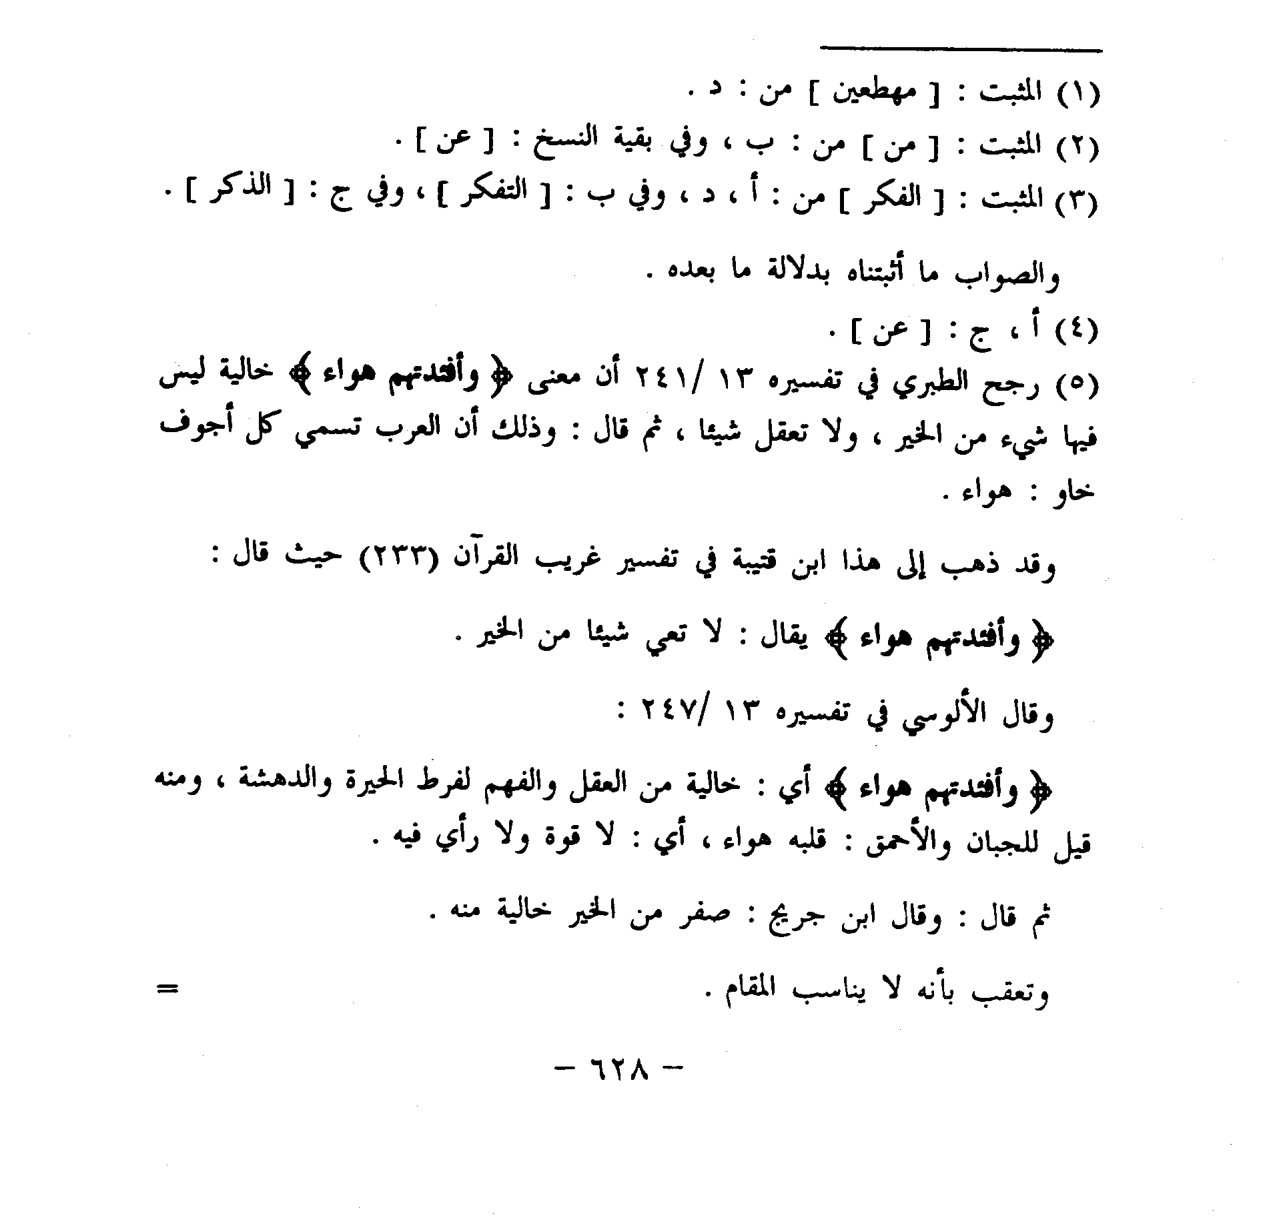 (١) المثبت : [ مهطعين ] من : د .
(٢) المثبت : [ من ] من : ب ، وفي بقية النسخ : [ عن ] .
(٣) المثبت : [ الفكر ] من : أ ، د ، وفي ب : [ التفكر ] ، وفي ج : [ الذكر ] .
والصواب ما أثبتناه بدلالة ما بعده .
(٤) أ ، ج : [ عن ] .
(٥) رجح الطبري في تفسيره ١٣ /٢٤١ أن معنى ﴿ وأفئدتهم هواء ﴾ خالية ليس
فيها شيء من الخير ، ولا تعقل شيئا ، ثم قال : وذلك أن العرب تسمي كل أجوف
خاو : هواء .
وقد ذهب إلى هذا ابن قتيبة في تفسير غريب القرآن (٢٣٣) حيث قال :
﴿ وأفئدتهم هواء ﴾ يقال : لا تعي شيئا من الخير .
وقال الألوسي في تفسيره ١٣ /٢٤٧ :
﴿ وأفئدتهم هواء ﴾ أي : خالية من العقل والفهم لفرط الحيرة والدهشة ، ومنه
قيل للجبان والأحمق : قلبه هواء ، أي : لا قوة ولا رأي فيه .
ثم قال : وقال ابن جريج : صفر من الخير خالية منه .
وتعقب بأنه لا يناسب المقام . =
– ٦٢٨ –